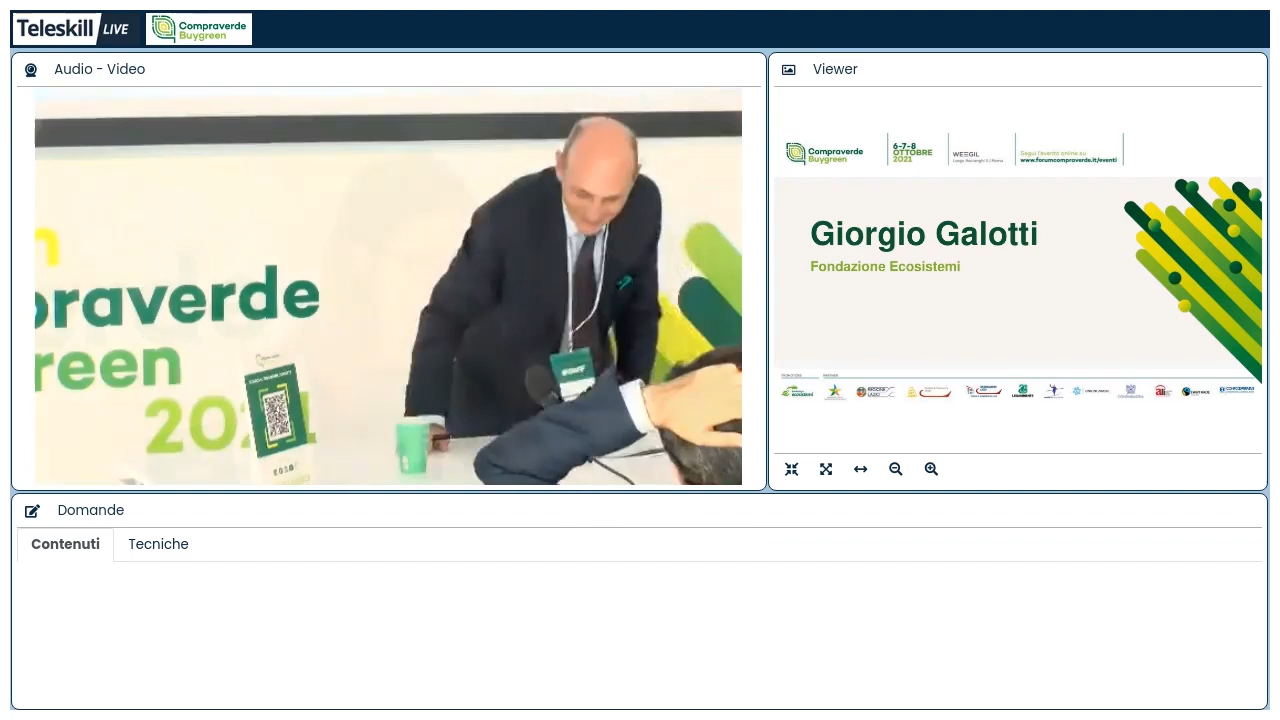 Teleskill LIVE
Compraverde
Buygreen
Audio - Video
Viewer
praverde
reen
202
Compraverde
Buygreen
6-7-8
OTTOBRE
2021
WEGIL
Segui l'evento online su
www.forumcompraverde.it/eventi
Giorgio Galotti
Fondazione Ecosistemi
Domande
Contenuti
Tecniche